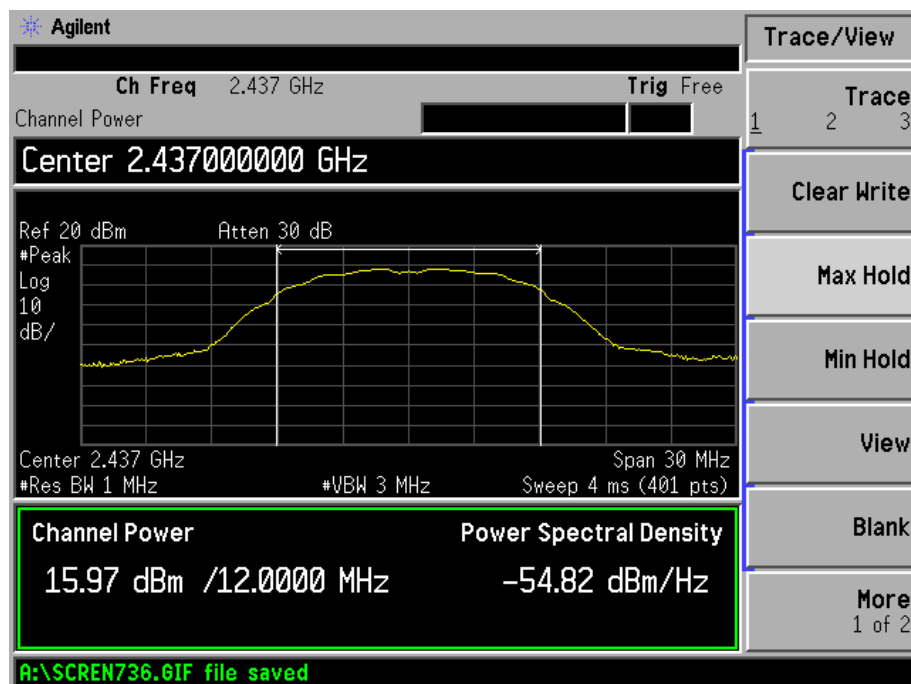 Agilent
Trace/View
Ch Freq 2.437 GHz Trig Free
Channel Power
Center 2.437000000 GHz
Ref 20 dBm Atten 30 dB
#Peak
Log
10
dB/
Center 2.437 GHz Span 30 MHz
#Res BW 1 MHz #VBW 3 MHz Sweep 4 ms (401 pts)
Channel Power Power Spectral Density
15.97 dBm /12.0000 MHz -54.82 dBm/Hz
A:\SCREN736.GIF file saved
Trace
1 2 3
Clear Write
Max Hold
Min Hold
View
Blank
More
1 of 2